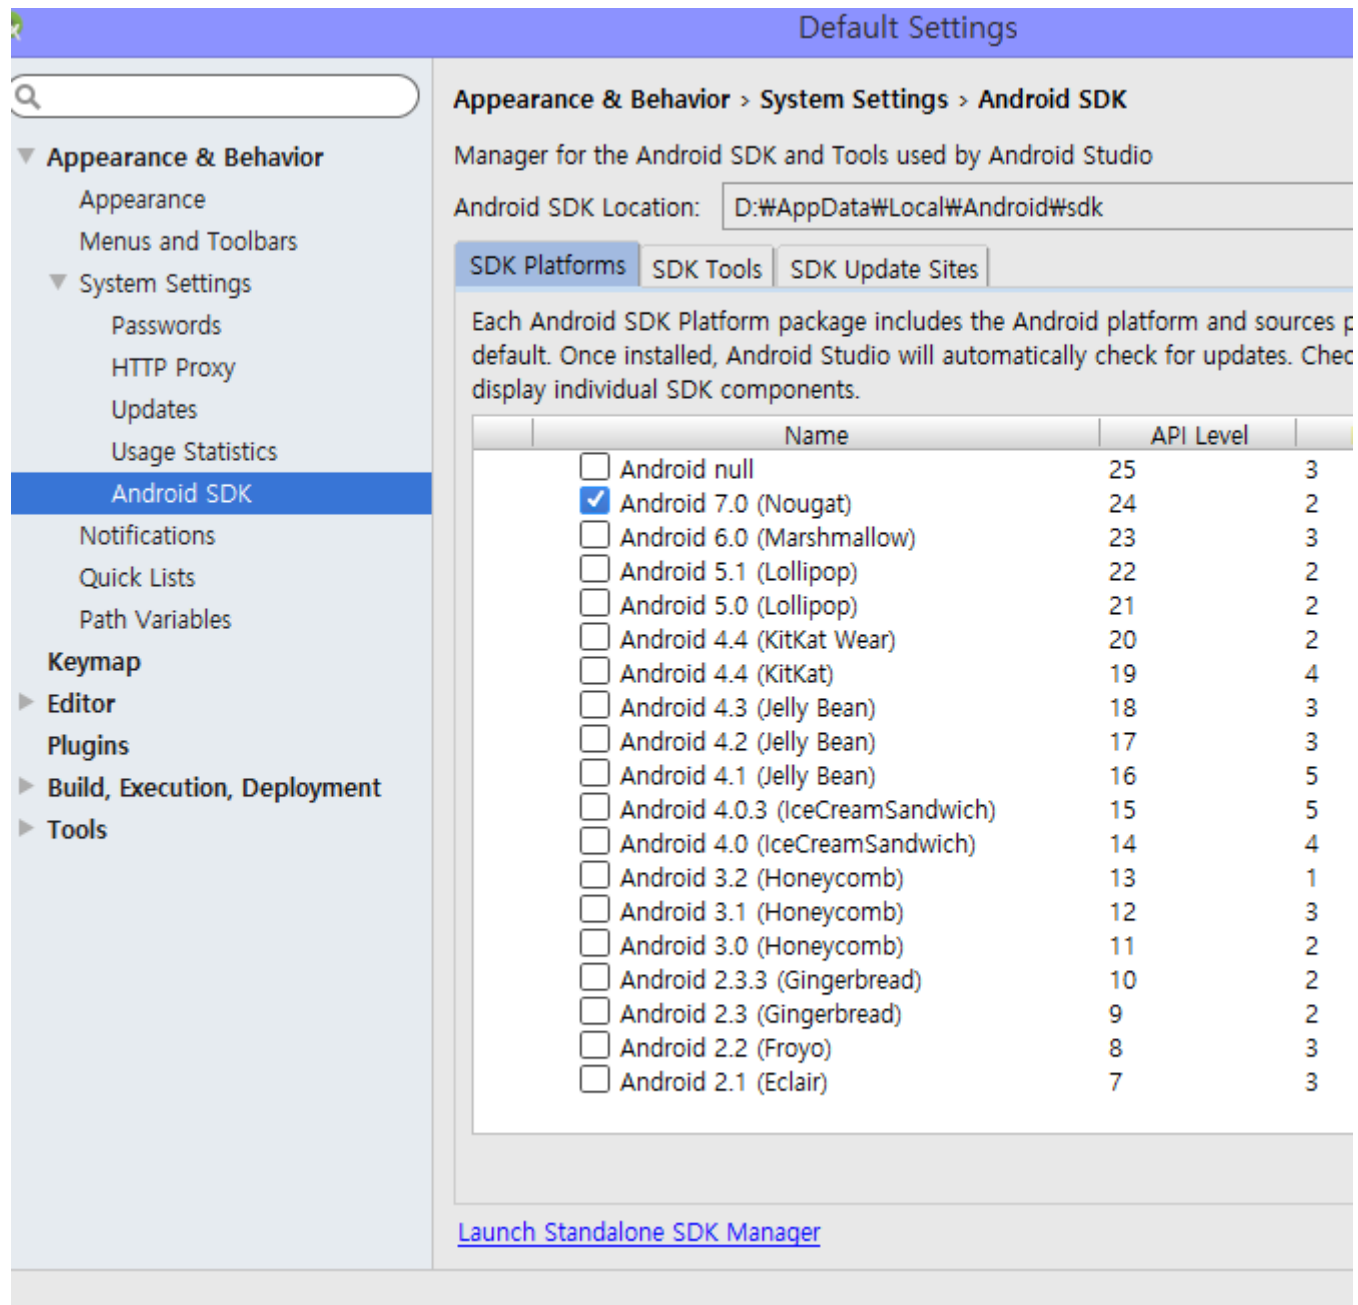 Default Settings
Appearance & Behavior
Appearance
Menus and Toolbars
System Settings
Passwords
HTTP Proxy
Updates
Usage Statistics
Android SDK
Notifications
Quick Lists
Path Variables
Keymap
Editor
Plugins
Build, Execution, Deployment
Tools
Appearance & Behavior › System Settings › Android SDK
Manager for the Android SDK and Tools used by Android Studio
Android SDK Location: D:₩AppData₩Local₩Android₩sdk
SDK Platforms SDK Tools SDK Update Sites
Each Android SDK Platform package includes the Android platform and sources p
default. Once installed, Android Studio will automatically check for updates. Chec
display individual SDK components.
Name API Level
Android null 25 3
Android 7.0 (Nougat) 24 2
Android 6.0 (Marshmallow) 23 3
Android 5.1 (Lollipop) 22 2
Android 5.0 (Lollipop) 21 2
Android 4.4 (KitKat Wear) 20 2
Android 4.4 (KitKat) 19 4
Android 4.3 (Jelly Bean) 18 3
Android 4.2 (Jelly Bean) 17 3
Android 4.1 (Jelly Bean) 16 5
Android 4.0.3 (IceCreamSandwich) 15 5
Android 4.0 (IceCreamSandwich) 14 4
Android 3.2 (Honeycomb) 13 1
Android 3.1 (Honeycomb) 12 3
Android 3.0 (Honeycomb) 11 2
Android 2.3.3 (Gingerbread) 10 2
Android 2.3 (Gingerbread) 9 2
Android 2.2 (Froyo) 8 3
Android 2.1 (Eclair) 7 3
Launch Standalone SDK Manager